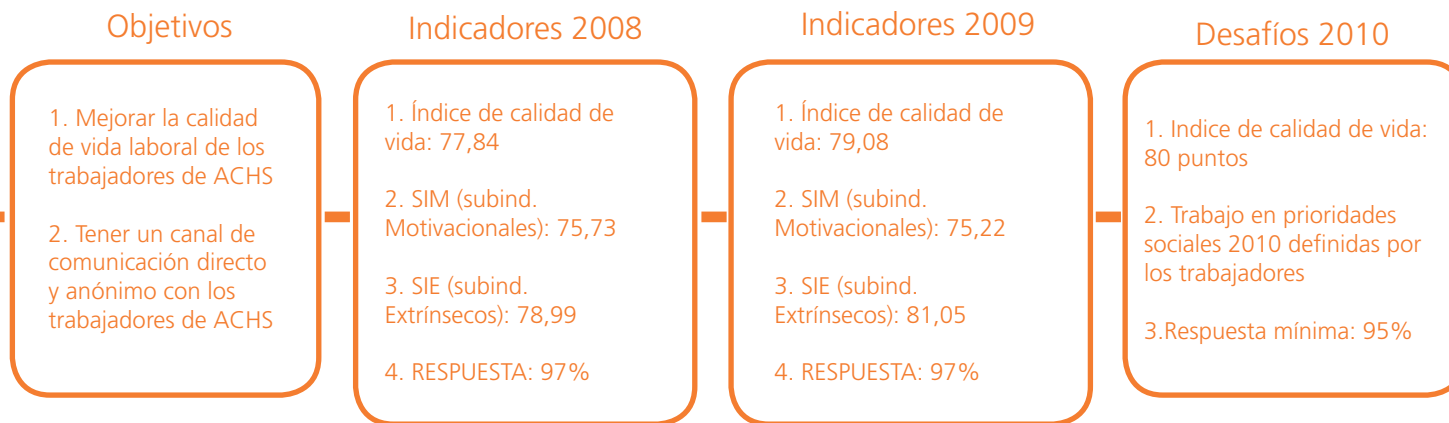 Objetivos
1. Mejorar la calidad
de vida laboral de los
trabajadores de ACHS
2. Tener un canal de
comunicación directo
y anónimo con los
trabajadores de ACHS
Indicadores 2008
1. Índice de calidad de
vida: 77,84
2. SIM (subind.
Motivacionales): 75,73
3. SIE (subind.
Extrínsecos): 78,99
4. RESPUESTA: 97%
Indicadores 2009
1. Índice de calidad de
vida: 79,08
2. SIM (subind.
Motivacionales): 75,22
3. SIE (subind.
Extrínsecos): 81,05
4. RESPUESTA: 97%
Desafíos 2010
1. Indice de calidad de vida:
80 puntos
2. Trabajo en prioridades
sociales 2010 definidas por
los trabajadores
3.Respuesta mínima: 95%